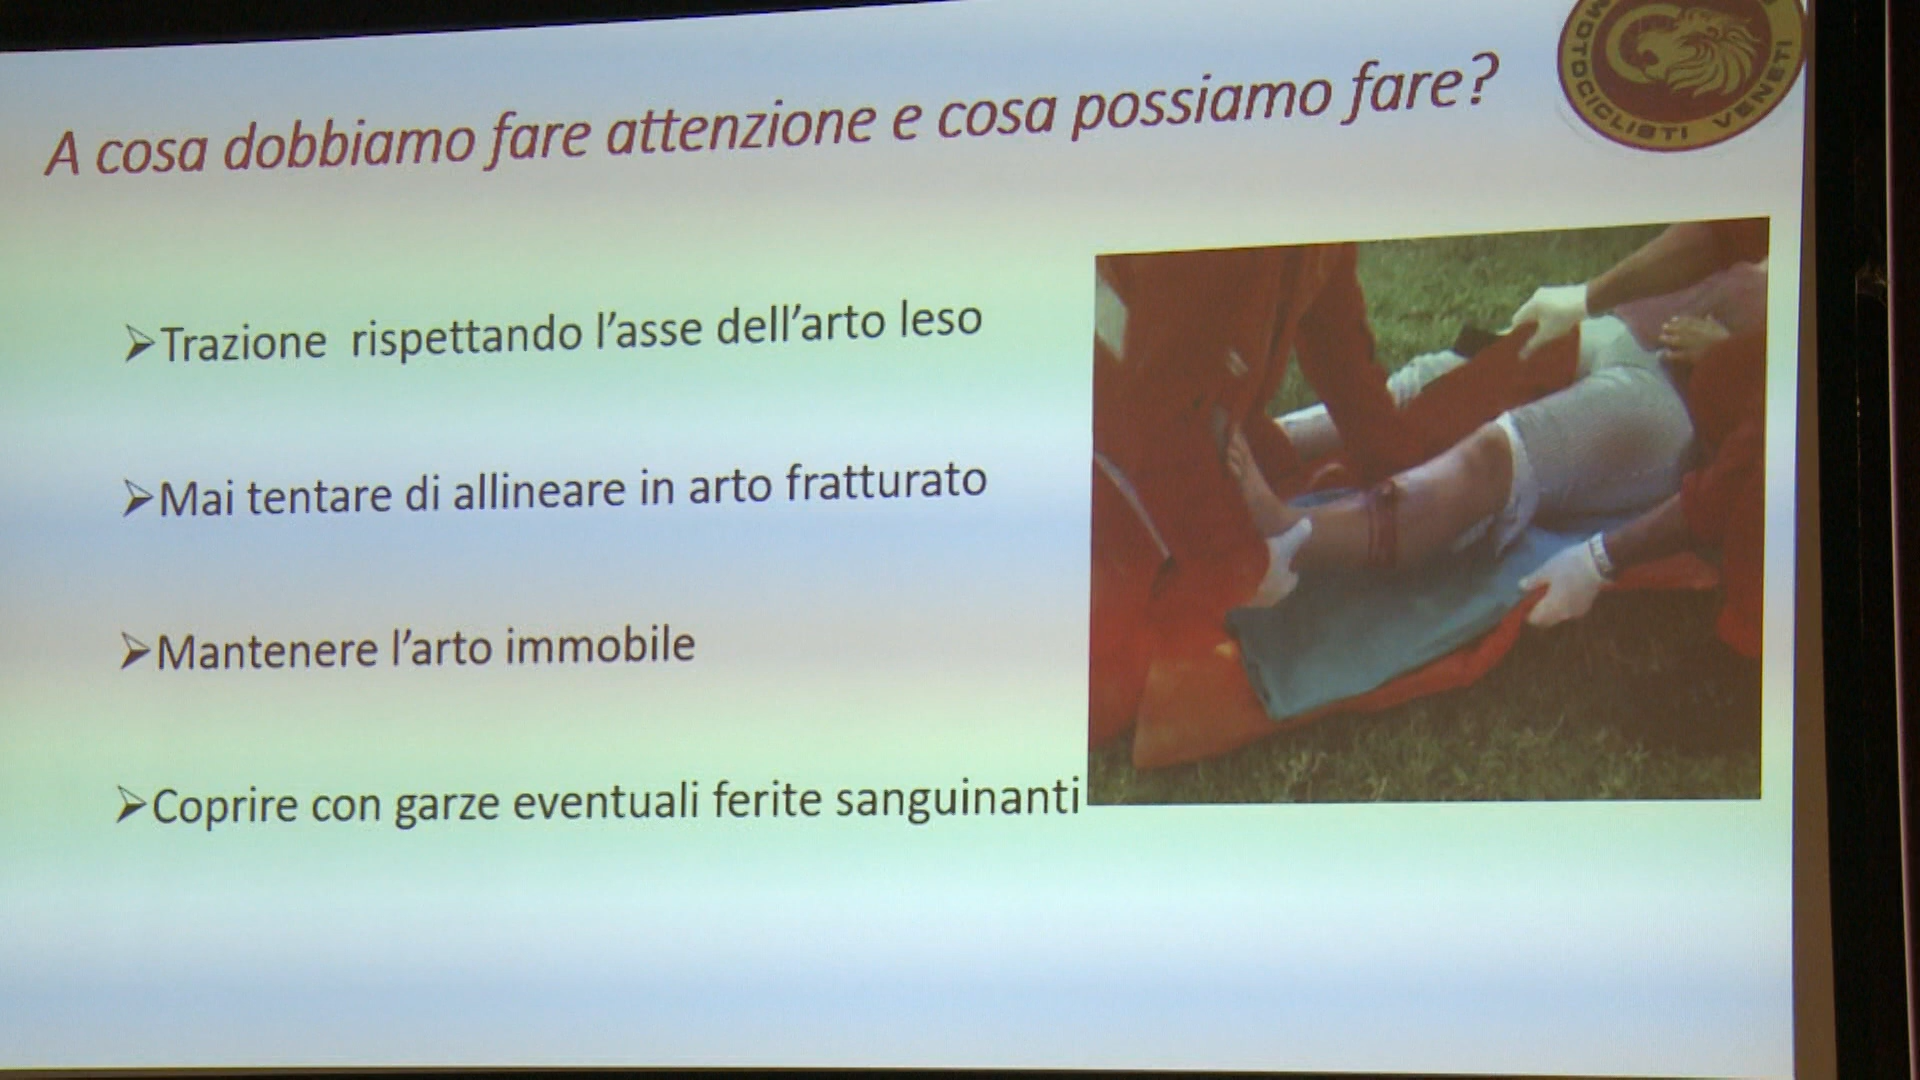 A cosa dobbiamo fare attenzione e cosa possiamo fare?
MOTOCICLISTI VENETI
➢Trazione rispettando l'asse dell'arto leso
➢Mai tentare di allineare in arto fratturato
➢Mantenere l'arto immobile
➢Coprire con garze eventuali ferite sanguinanti